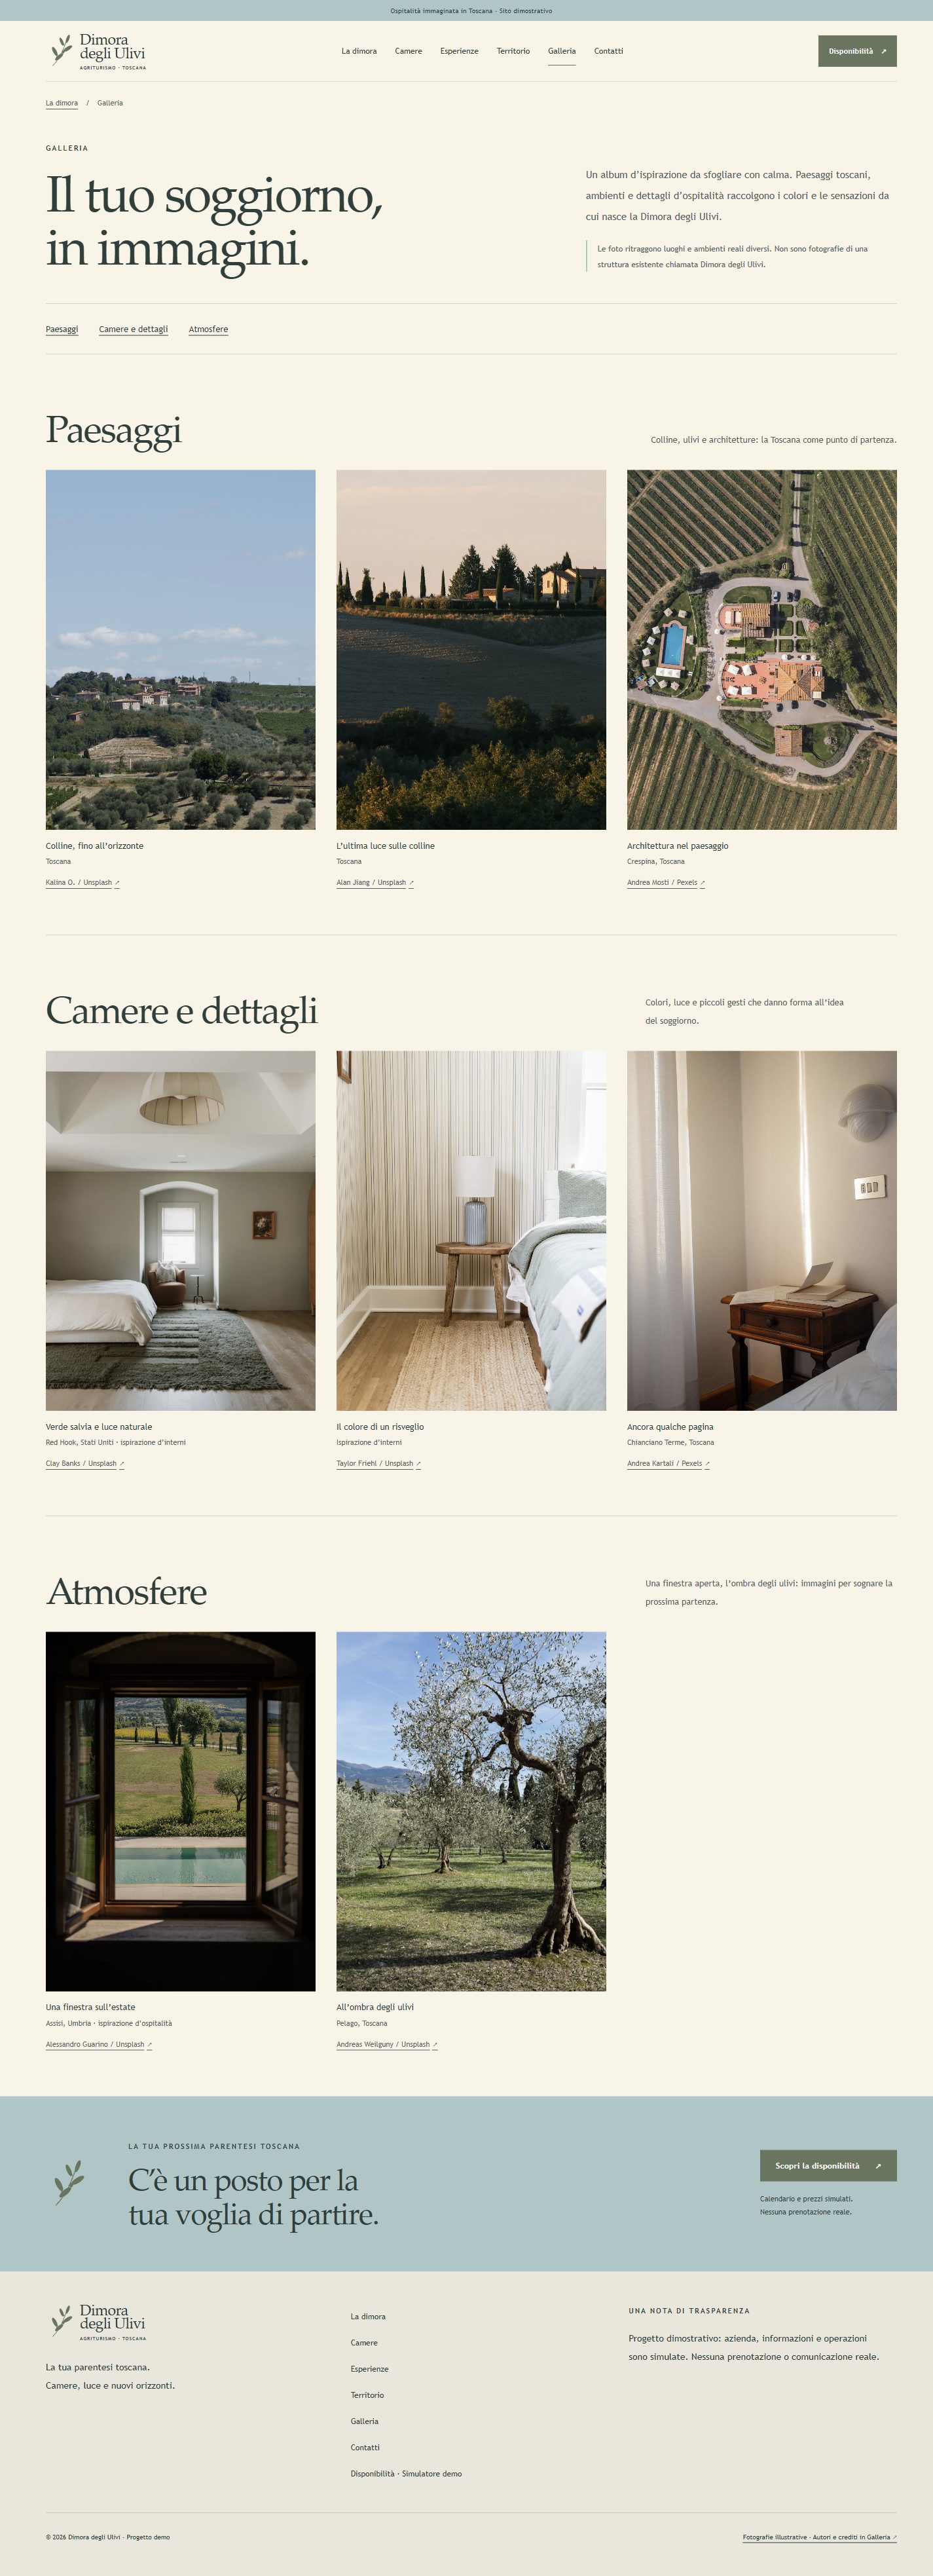 Ospitalità immaginata in Toscana · Sito dimostrativo
Dimora
degli Ulivi
AGRITURISMO · TOSCANA
La dimora
Camere
Esperienze
Territorio
Galleria
Contatti
Disponibilità ↗
La dimora / Galleria
GALLERIA
Il tuo soggiorno,
in immagini.
Un album d’ispirazione da sfogliare con calma. Paesaggi toscani,
ambienti e dettagli d’ospitalità raccolgono i colori e le sensazioni da
cui nasce la Dimora degli Ulivi.
Le foto ritraggono luoghi e ambienti reali diversi. Non sono fotografie di una
struttura esistente chiamata Dimora degli Ulivi.
Paesaggi
Camere e dettagli
Atmosfere
Paesaggi
Colline, ulivi e architetture: la Toscana come punto di partenza.
Colline, fino all’orizzonte
Toscana
Kalina O. / Unsplash ↗
L’ultima luce sulle colline
Toscana
Alan Jiang / Unsplash ↗
Architettura nel paesaggio
Crespina, Toscana
Andrea Mosti / Pexels ↗
Camere e dettagli
Colori, luce e piccoli gesti che danno forma all’idea
del soggiorno.
Verde salvia e luce naturale
Red Hook, Stati Uniti · ispirazione d’interni
Clay Banks / Unsplash ↗
Il colore di un risveglio
Ispirazione d’interni
Taylor Friehl / Unsplash ↗
Ancora qualche pagina
Chianciano Terme, Toscana
Andrea Kartali / Pexels ↗
Atmosfere
Una finestra aperta, l’ombra degli ulivi: immagini per sognare la
prossima partenza.
Una finestra sull’estate
Assisi, Umbria · ispirazione d’ospitalità
Alessandro Guarino / Unsplash ↗
All’ombra degli ulivi
Pelago, Toscana
Andreas Weilguny / Unsplash ↗
LA TUA PROSSIMA PARENTESI TOSCANA
C’è un posto per la
tua voglia di partire.
Scopri la disponibilità ↗
Calendario e prezzi simulati.
Nessuna prenotazione reale.
Dimora
degli Ulivi
AGRITURISMO · TOSCANA
La tua parentesi toscana.
Camere, luce e nuovi orizzonti.
La dimora
Camere
Esperienze
Territorio
Galleria
Contatti
Disponibilità · Simulatore demo
UNA NOTA DI TRASPARENZA
Progetto dimostrativo: azienda, informazioni e operazioni
sono simulate. Nessuna prenotazione o comunicazione reale.
© 2026 Dimora degli Ulivi · Progetto demo
Fotografie illustrative · Autori e crediti in Galleria ↗